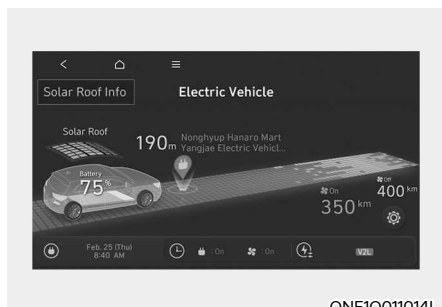 Solar Roof Info
Electric Vehicle
Solar Roof
190m
Nonghyup Hanaro Mart
Yangjae Electric Vehicl...
Battery
75%
On
400 km
On
350 km
Feb. 25 (Thu)
8:40 AM
: On
: On
V2L